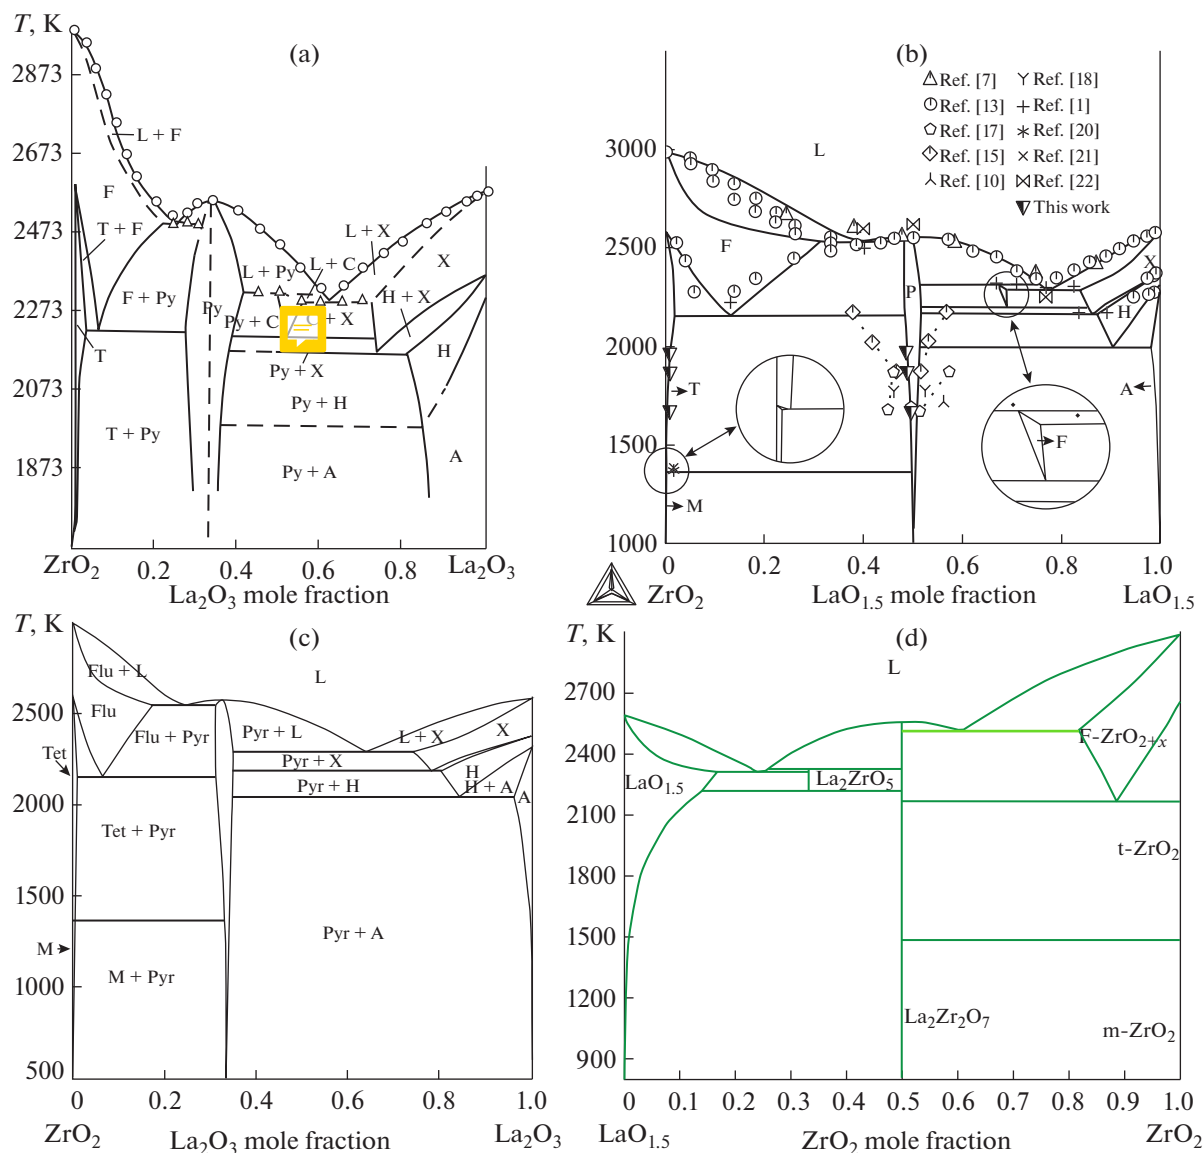 T, K
(a)
2873
2673
2473
2273
2073
1873
L + F
F
T + F
F + Py
Py
L + Py
L + C
L + X
X
H + X
Py + C
C + X
Py + X
H
T
Py + H
T + Py
Py + A
A
ZrO2 0.2 0.4 0.6 0.8 La2O3
La2O3 mole fraction
(b)
Ref. [7] Ref. [18]
Ref. [13] Ref. [1]
Ref. [17] Ref. [20]
Ref. [15] Ref. [21]
Ref. [10] Ref. [22]
This work
3000
2500
2000
1500
1000
L
F
P
X
H
T
A
F
M
0 0.2 0.4 0.6 0.8 1.0
ZrO2 LaO1.5 mole fraction LaO1.5
T, K
(c)
L
Flu + L
2500
Flu
Flu + Pyr
Pyr + L
L + X
X
Tet
Pyr + X
H
Pyr + H
H + A
A
2000
Tet + Pyr
1500
Pyr + A
M
M + Pyr
1000
500
0 0.2 0.4 0.6 0.8 1.0
ZrO2 La2O3 mole fraction La2O3
T, K
(d)
L
2700
2400
2100
1800
1500
1200
900
F-ZrO2+x
LaO1.5
La2ZrO5
t-ZrO2
La2Zr2O7
m-ZrO2
0 0.1 0.2 0.3 0.4 0.5 0.6 0.7 0.8 0.9 1.0
LaO1.5 ZrO2 mole fraction ZrO2